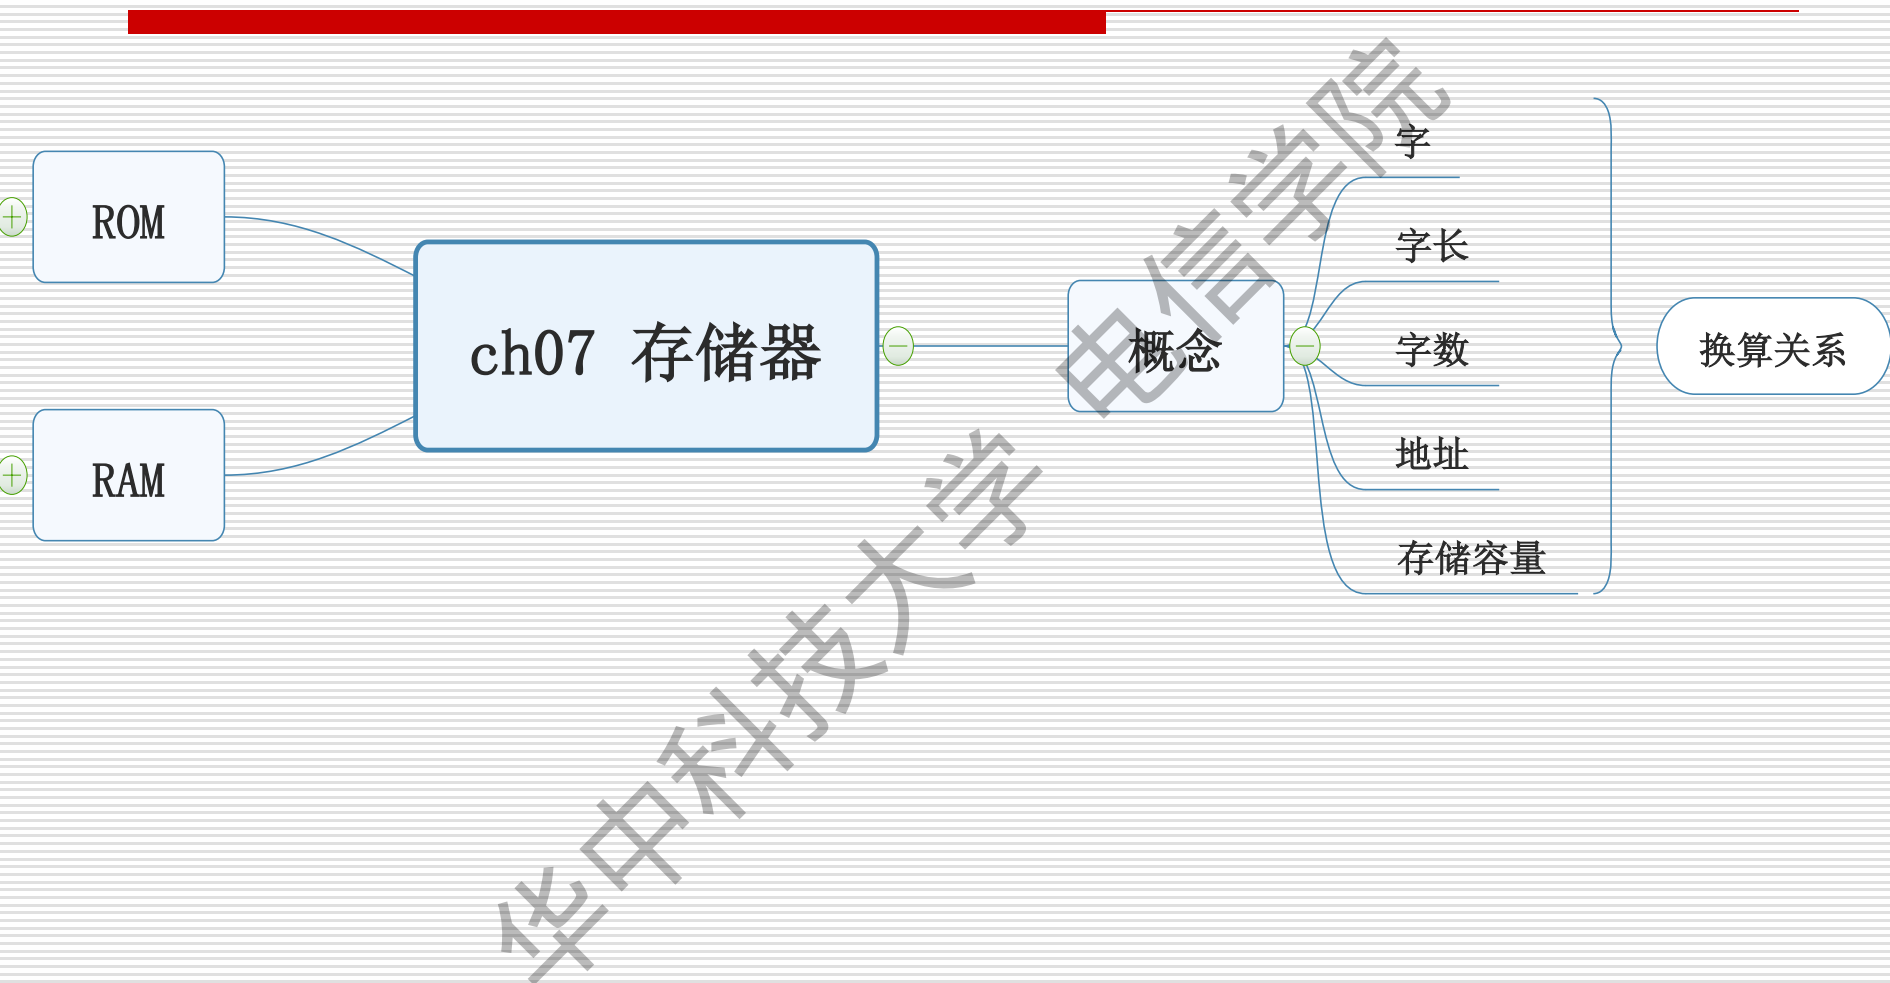 ROM
RAM
ch07 存储器
概念
字
字长
字数
地址
存储容量
换算关系
华中科技大学 电信学院